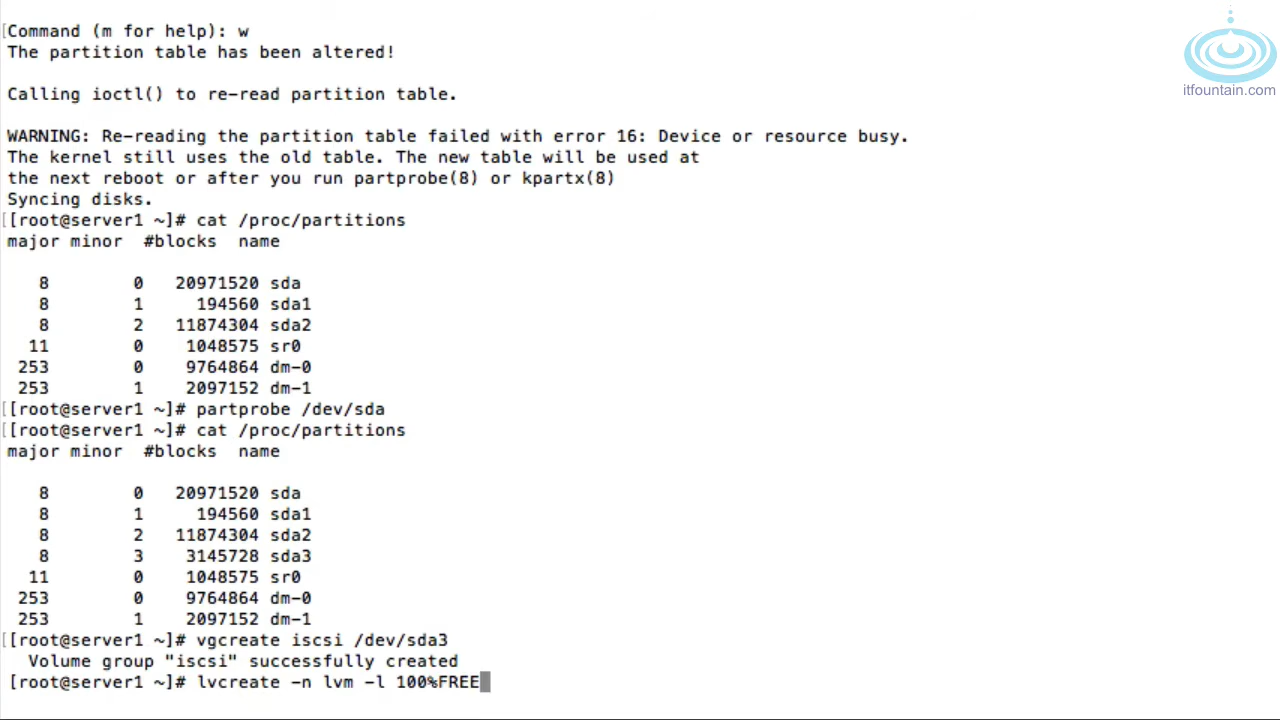 [Command (m for help): w
The partition table has been altered!
Calling ioctl() to re-read partition table.
WARNING: Re-reading the partition table failed with error 16: Device or resource busy.
The kernel still uses the old table. The new table will be used at
the next reboot or after you run partprobe(8) or kpartx(8)
Syncing disks.
[[root@server1 ~]# cat /proc/partitions
major minor  #blocks  name
8        0   20971520 sda
8        1     194560 sda1
8        2   11874304 sda2
11        0    1048575 sr0
253        0    9764864 dm-0
253        1    2097152 dm-1
[[root@server1 ~]# partprobe /dev/sda
[[root@server1 ~]# cat /proc/partitions
major minor  #blocks  name
8        0   20971520 sda
8        1     194560 sda1
8        2   11874304 sda2
8        3    3145728 sda3
11        0    1048575 sr0
253        0    9764864 dm-0
253        1    2097152 dm-1
[[root@server1 ~]# vgcreate iscsi /dev/sda3
Volume group "iscsi" successfully created
[root@server1 ~]# lvcreate -n lvm -l 100%FREE
itfountain.com